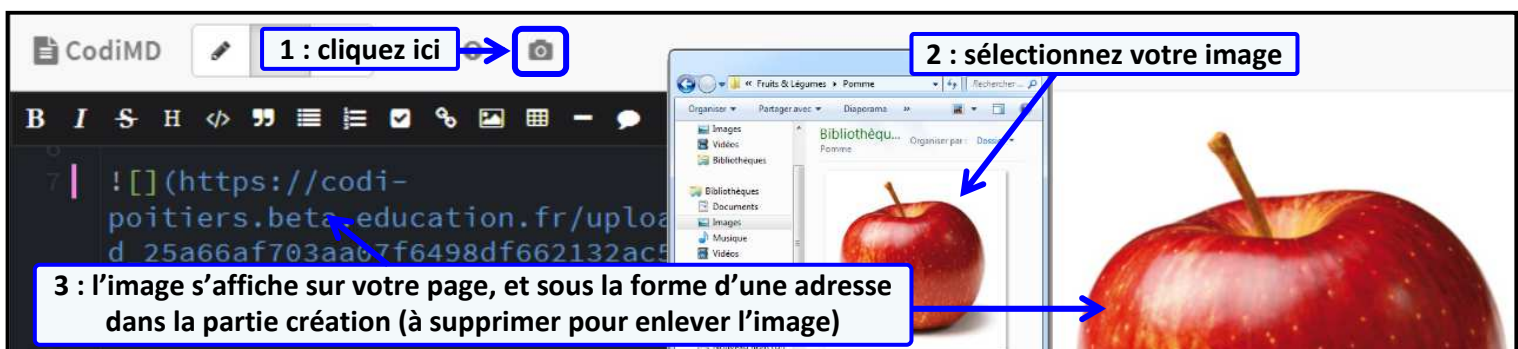 CodiMD
1 : cliquez ici
2 : sélectionnez votre image
« Fruits & Légumes ▸ Pomme
Rechercher ...
Organiser
Partager avec
Diaporama
»
B I S H </>
Images
Vidéos
Bibliothèques
Bibliothèqu...
Pomme
Organiser par :
7
![](https://codi-
poitiers.beta.education.fr/uploa
Bibliothèques
Documents
Images
Musique
Vidéos
3 : l’image s’affiche sur votre page, et sous la forme d’une adresse
dans la partie création (à supprimer pour enlever l’image)